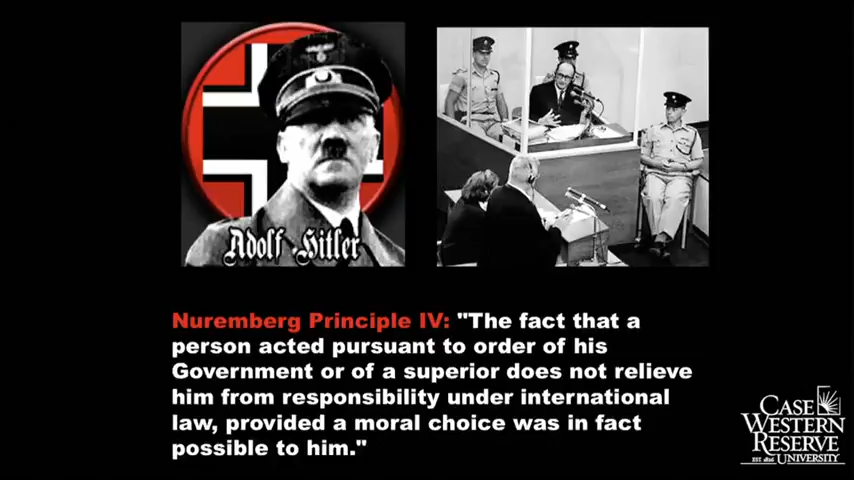 Adolf Hitler
Nuremberg Principle IV: "The fact that a
person acted pursuant to order of his
Government or of a superior does not relieve
him from responsibility under international
law, provided a moral choice was in fact
possible to him."
CASE
WESTERN
RESERVE
EST 1826 UNIVERSITY